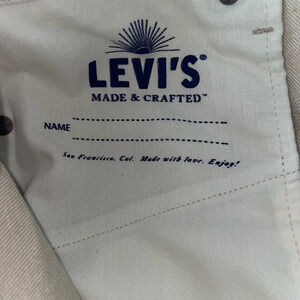 LEVI'S®
MADE & CRAFTED™
NAME
San Francisco, Cal. Made with love. Enjoy!